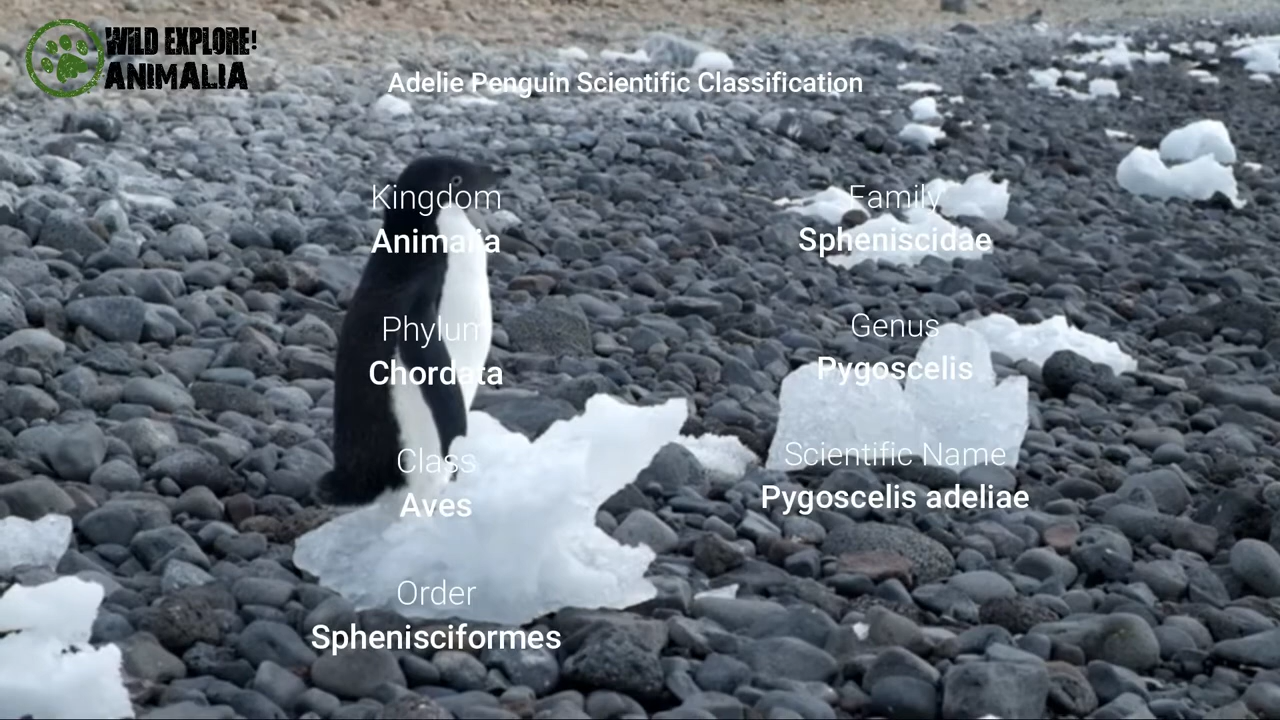 WILD EXPLORE!
ANIMALIA
Adelie Penguin Scientific Classification
Kingdom
Animalia
Phylum
Chordata
Class
Aves
Order
Sphenisciformes
Family
Spheniscidae
Genus
Pygoscelis
Scientific Name
Pygoscelis adeliae